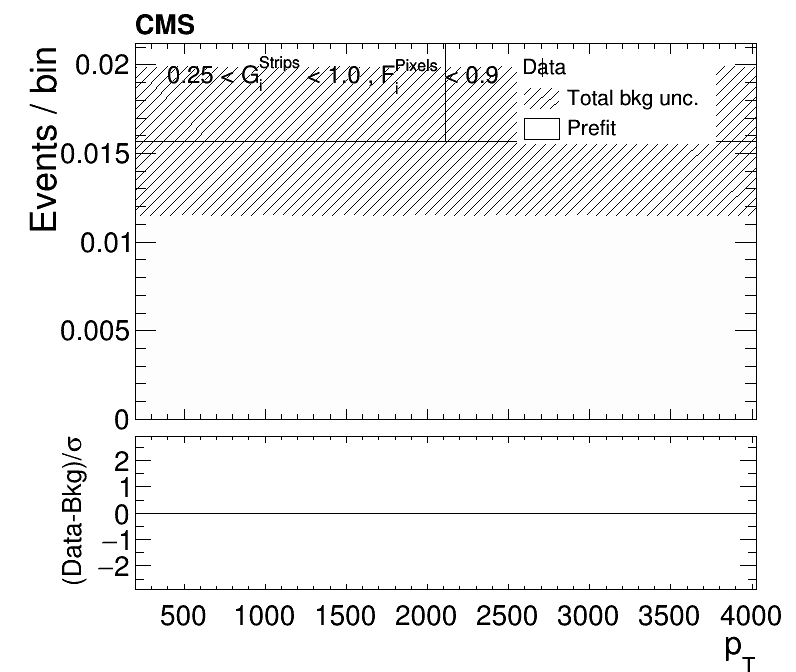 CMS
Events / bin
0.02
0.015
0.01
0.005
0
0.25 < G_i^Strips < 1.0 , F_i^Pixels < 0.9
Data
Total bkg unc.
Prefit
(Data-Bkg)/σ
2
1
0
−1
−2
500 1000 1500 2000 2500 3000 3500 4000
p_T